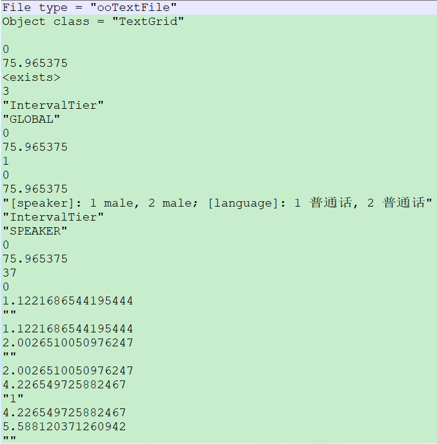 File type = "ooTextFile"
Object class = "TextGrid"
0
75.965375
<exists>
3
"IntervalTier"
"GLOBAL"
0
75.965375
1
0
75.965375
"[speaker]: 1 male, 2 male; [language]: 1 普通话, 2 普通话"
"IntervalTier"
"SPEAKER"
0
75.965375
37
0
1.1221686544195444
""
1.1221686544195444
2.0026510050976247
""
2.0026510050976247
4.226549725882467
"1"
4.226549725882467
5.588120371260942
""